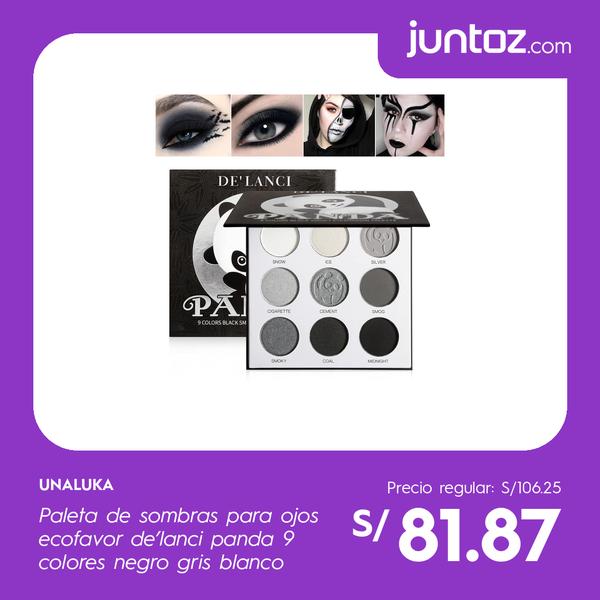 juntoz.com
DE'LANCI
PANDA
SNOW ICE SILVER
CIGARETTE CEMENT SMOG
SMOKY COAL MIDNIGHT
9 COLORS BLACK SM
UNALUKA
Paleta de sombras para ojos
ecofavor de’lanci panda 9
colores negro gris blanco
Precio regular: S/106.25
S/81.87